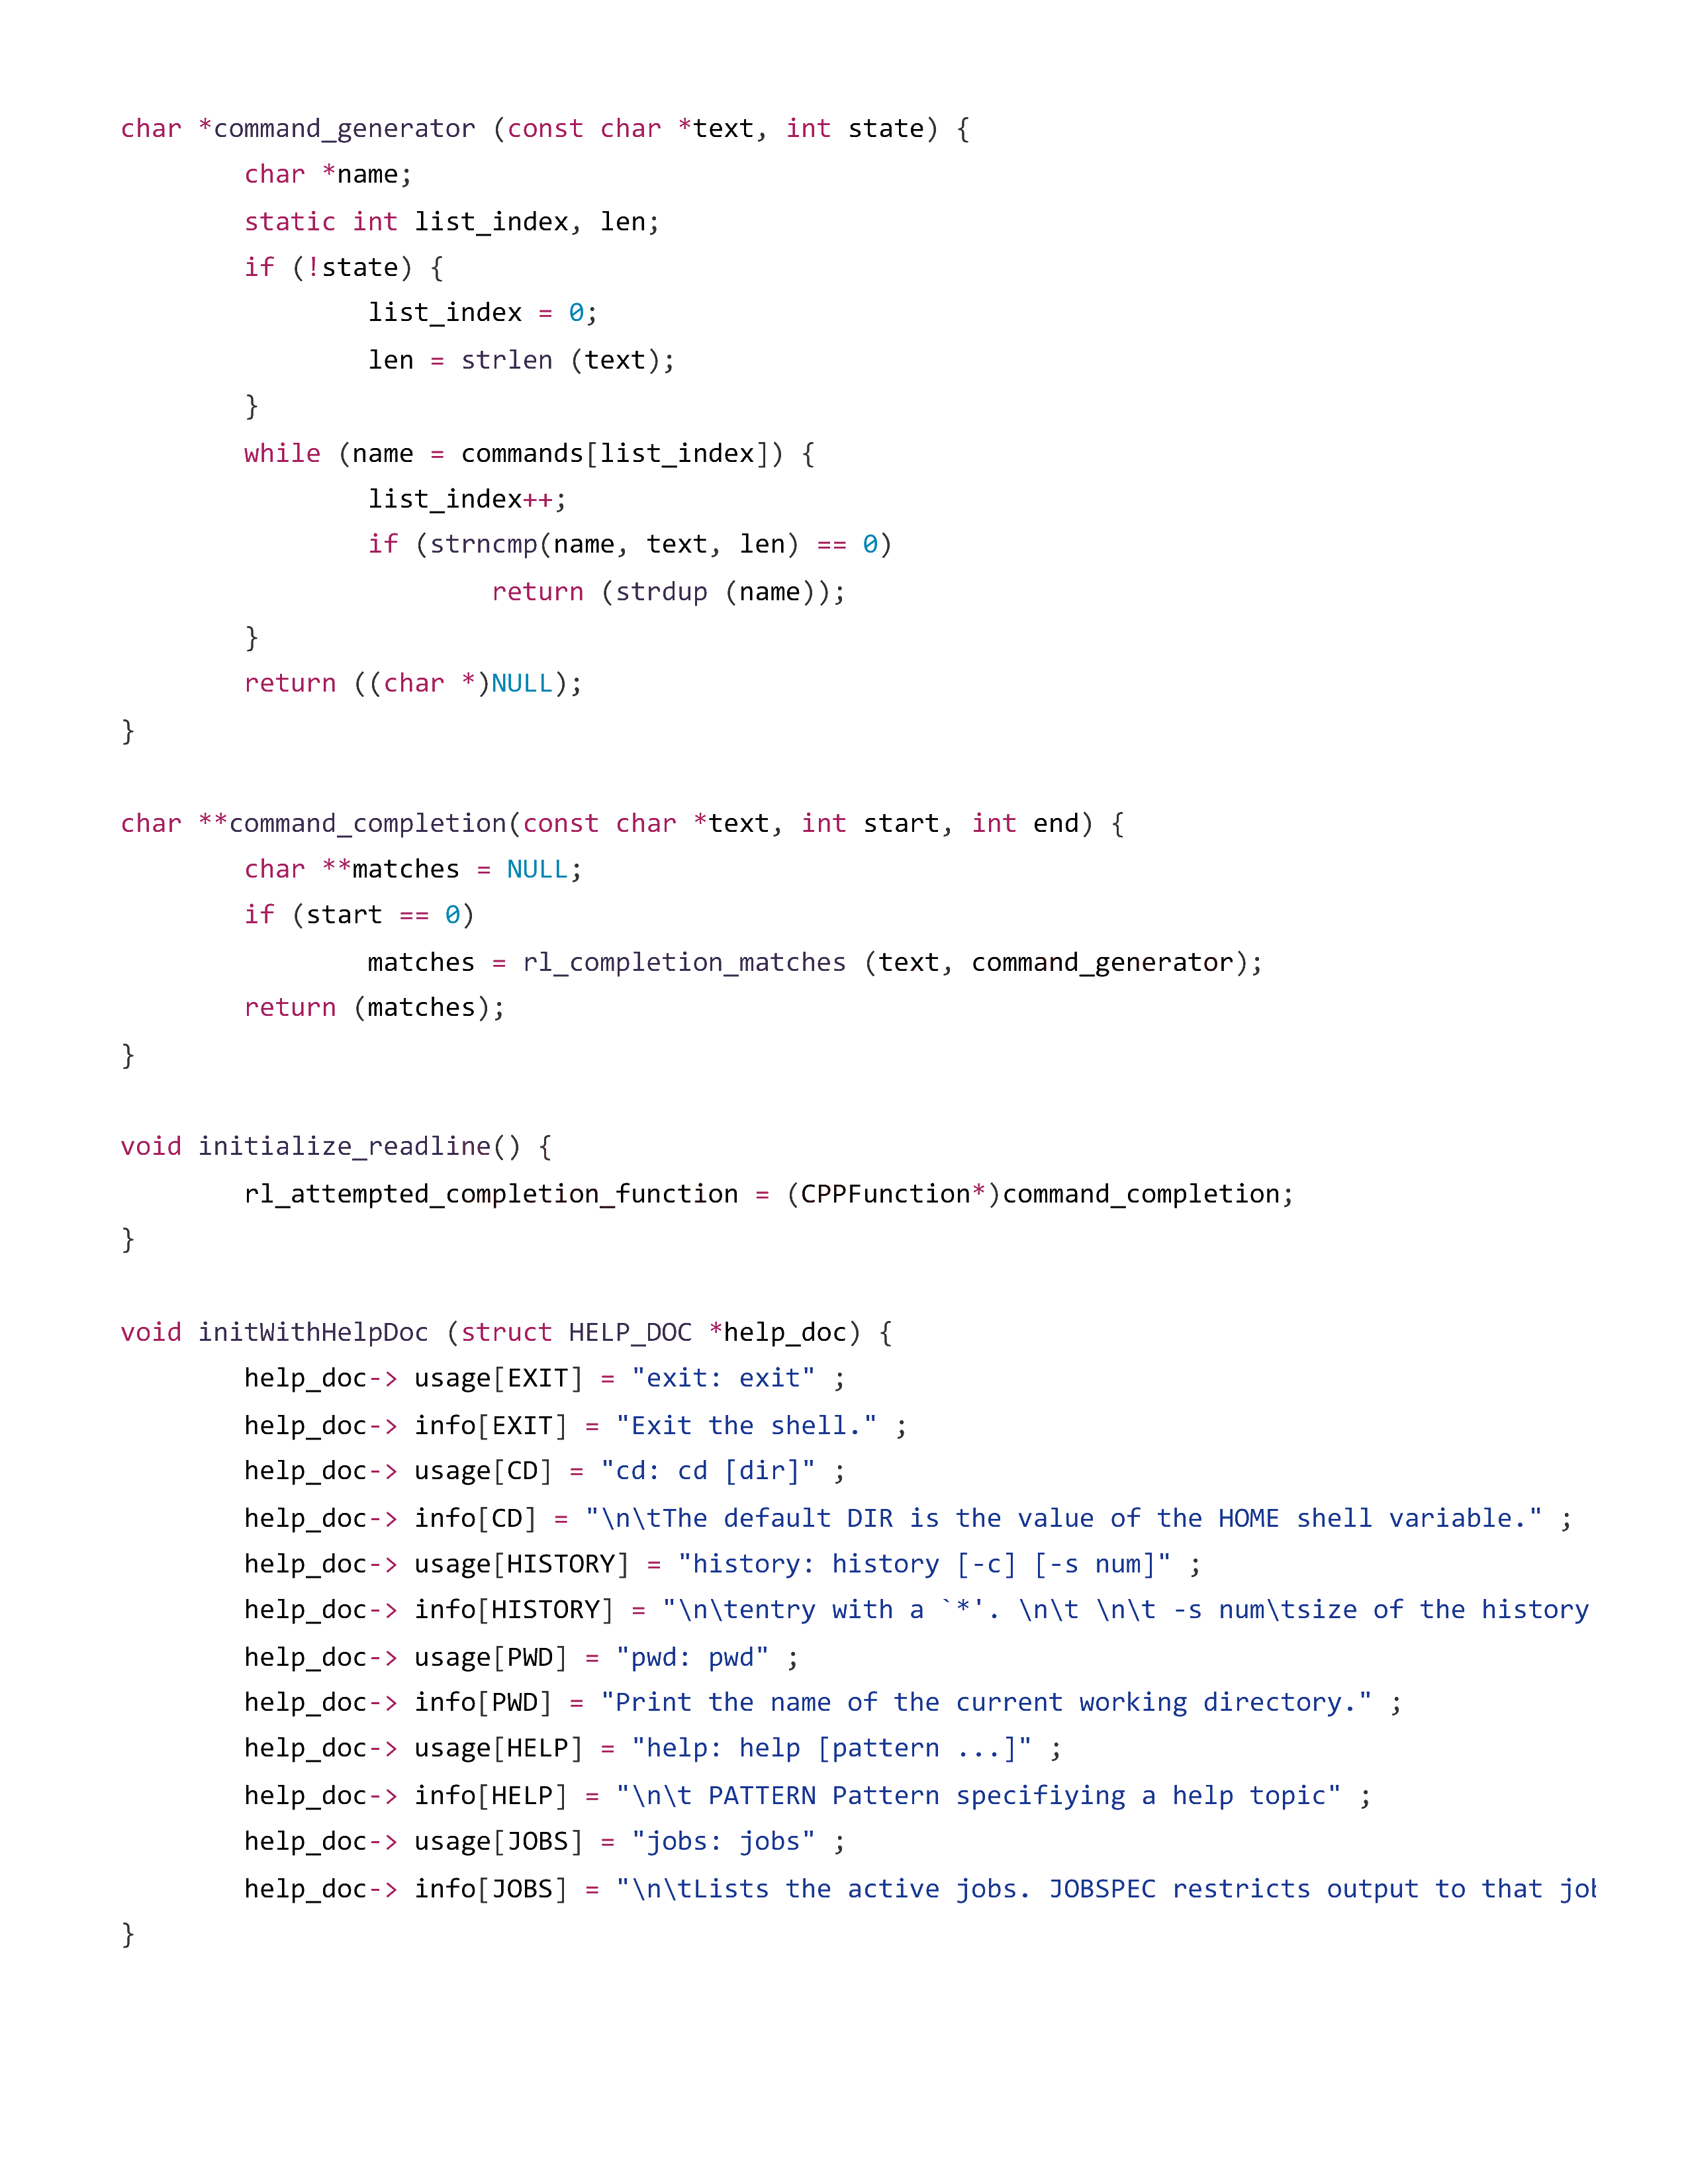 char *command_generator (const char *text, int state) {
        char *name;
        static int list_index, len;
        if (!state) {
                list_index = 0;
                len = strlen (text);
        }
        while (name = commands[list_index]) {
                list_index++;
                if (strncmp(name, text, len) == 0)
                        return (strdup (name));
        }
        return ((char *)NULL);
}

char **command_completion(const char *text, int start, int end) {
        char **matches = NULL;
        if (start == 0)
                matches = rl_completion_matches (text, command_generator);
        return (matches);
}

void initialize_readline() {
        rl_attempted_completion_function = (CPPFunction*)command_completion;
}

void initWithHelpDoc (struct HELP_DOC *help_doc) {
        help_doc-> usage[EXIT] = "exit: exit" ;
        help_doc-> info[EXIT] = "Exit the shell." ;
        help_doc-> usage[CD] = "cd: cd [dir]" ;
        help_doc-> info[CD] = "\n\tThe default DIR is the value of the HOME shell variable." ;
        help_doc-> usage[HISTORY] = "history: history [-c] [-s num]" ;
        help_doc-> info[HISTORY] = "\n\tentry with a `*'. \n\t \n\t -s num\tsize of the history
        help_doc-> usage[PWD] = "pwd: pwd" ;
        help_doc-> info[PWD] = "Print the name of the current working directory." ;
        help_doc-> usage[HELP] = "help: help [pattern ...]" ;
        help_doc-> info[HELP] = "\n\t PATTERN Pattern specifiying a help topic" ;
        help_doc-> usage[JOBS] = "jobs: jobs" ;
        help_doc-> info[JOBS] = "\n\tLists the active jobs. JOBSPEC restricts output to that
}